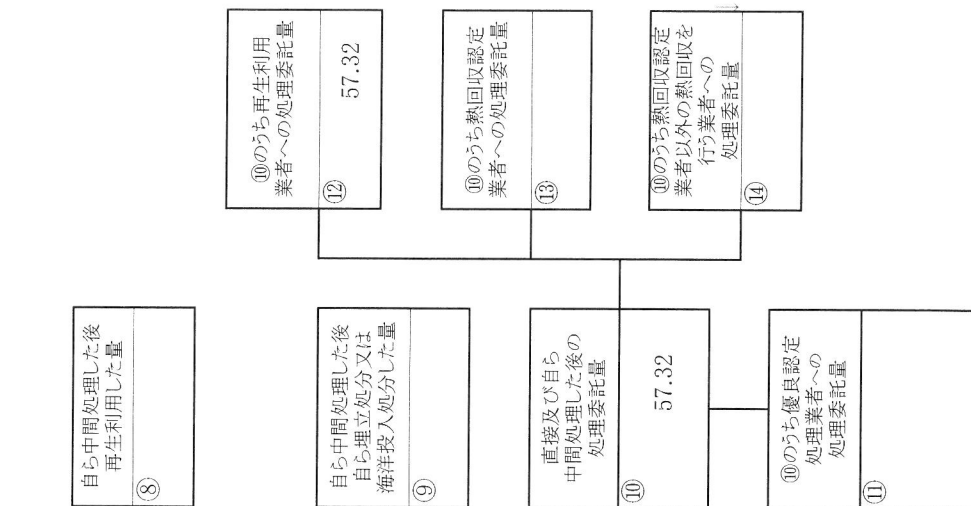 自ら中間処理した後
再生利用した量
⑧
自ら中間処理した後
自ら埋立処分又は
海洋投入処分した量
⑨
直接及び自ら
中間処理した後の
処理委託量
⑩
57.32
⑩のうち優良認定
処理業者への
処理委託量
⑪
⑩のうち再生利用
業者への処理委託量
⑫
57.32
⑩のうち熱回収認定
業者への処理委託量
⑬
⑩のうち熱回収認定
業者以外の熱回収を
行う業者への
処理委託量
⑭